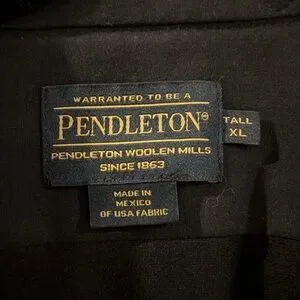 WARRANTED TO BE A
PENDLETON®
PENDLETON WOOLEN MILLS
SINCE 1863
TALL
XL
MADE IN
MEXICO
OF USA FABRIC